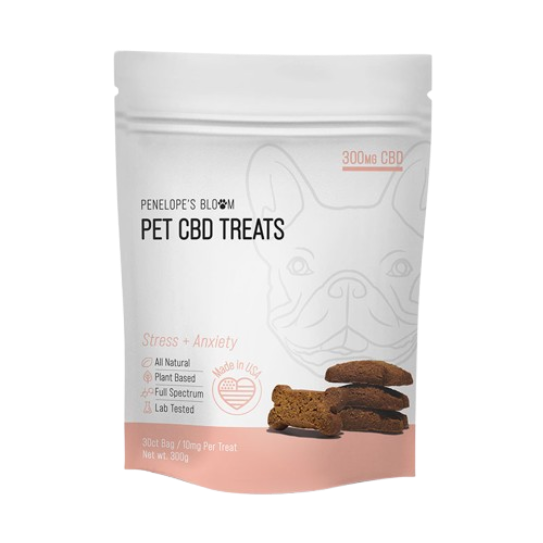 300MG CBD
PENELOPE'S BLOOM
PET CBD TREATS
Stress + Anxiety
All Natural
Plant Based
Full Spectrum
Lab Tested
Made in USA
30ct Bag / 10mg Per Treat
Net wt. 300g